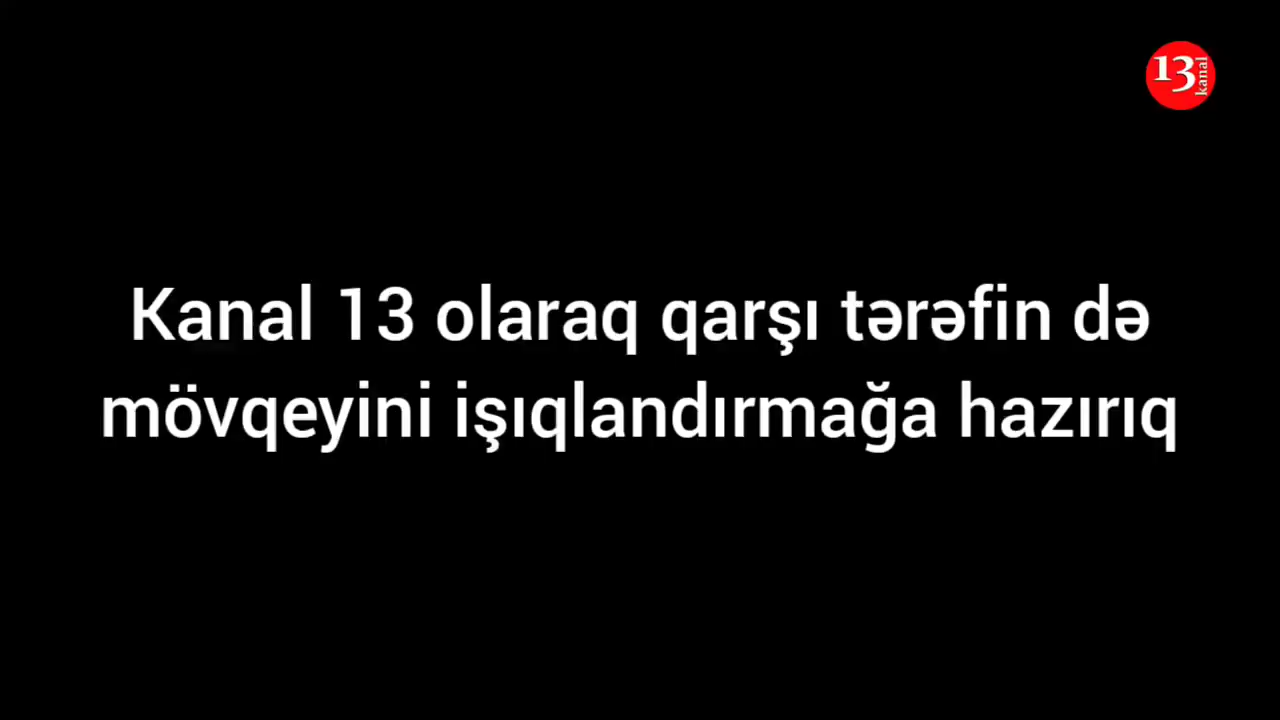 13 kanal
Kanal 13 olaraq qarşı tərəfin də
mövqeyini işıqlandırmağa hazırıq